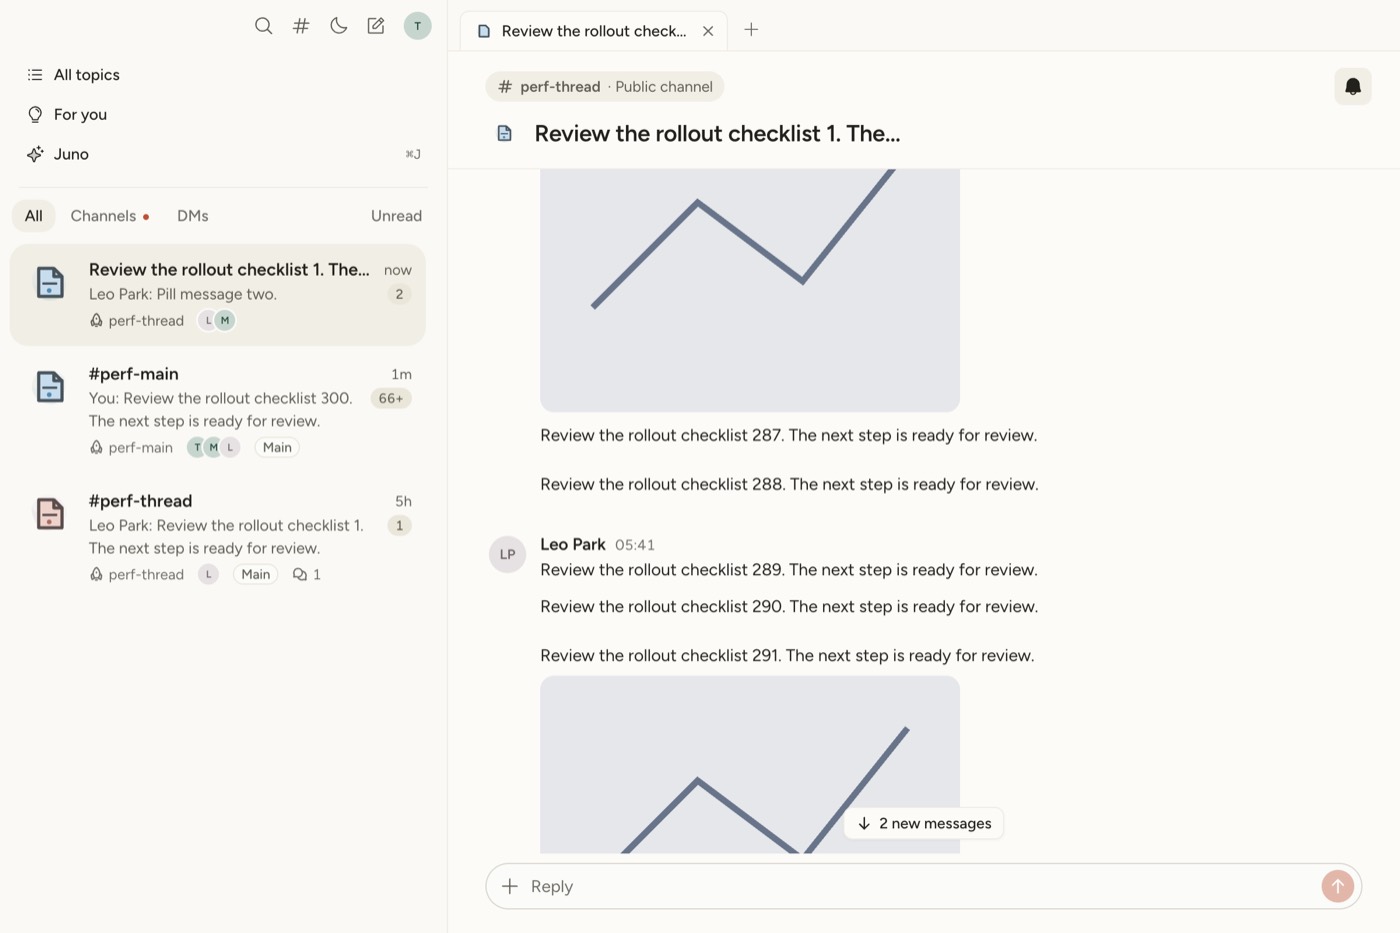 T
All topics
For you
Juno
⌘J
All
Channels
DMs
Unread
Review the rollout checklist 1. The...
now
Leo Park: Pill message two.
2
perf-thread
L
M
#perf-main
1m
You: Review the rollout checklist 300.
66+
The next step is ready for review.
perf-main
T
M
L
Main
#perf-thread
5h
Leo Park: Review the rollout checklist 1.
1
The next step is ready for review.
perf-thread
L
Main
1
Review the rollout check...
# perf-thread · Public channel
Review the rollout checklist 1. The...
Review the rollout checklist 287. The next step is ready for review.
Review the rollout checklist 288. The next step is ready for review.
LP
Leo Park 05:41
Review the rollout checklist 289. The next step is ready for review.
Review the rollout checklist 290. The next step is ready for review.
Review the rollout checklist 291. The next step is ready for review.
2 new messages
Reply